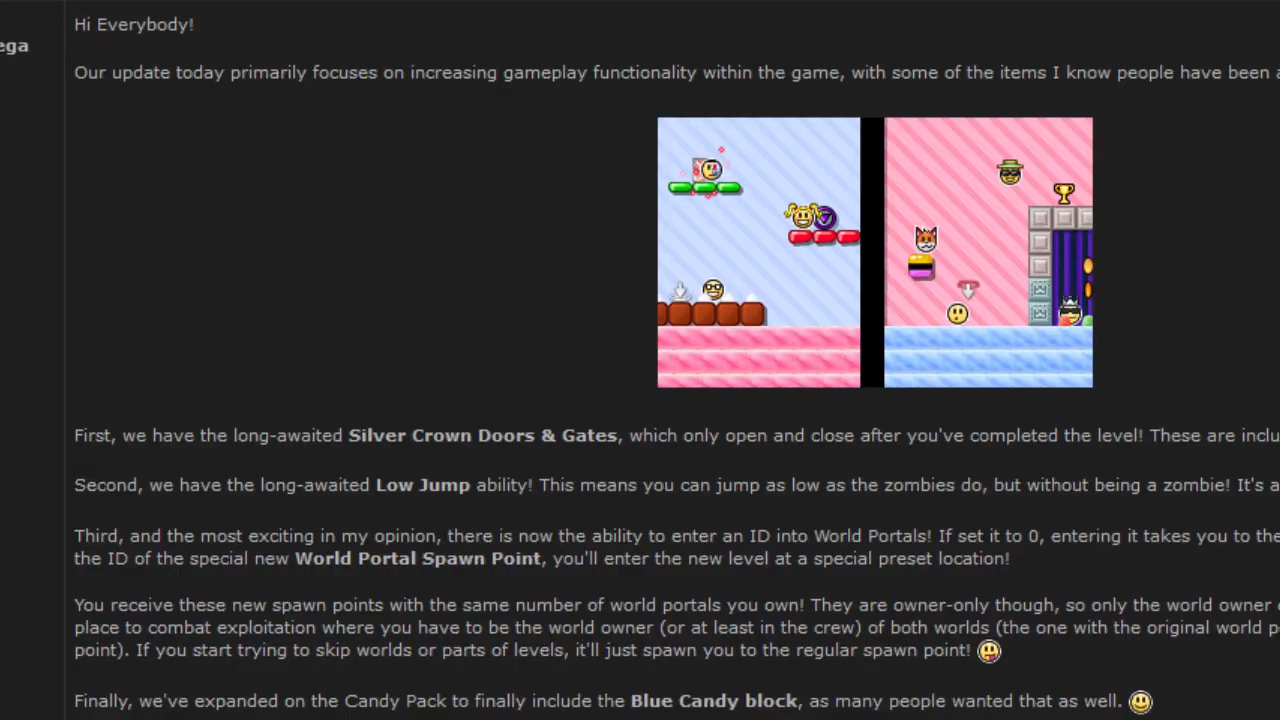 Hi Everybody!
ega
Our update today primarily focuses on increasing gameplay functionality within the game, with some of the items I know people have been a
First, we have the long-awaited Silver Crown Doors & Gates, which only open and close after you've completed the level! These are inclu
Second, we have the long-awaited Low Jump ability! This means you can jump as low as the zombies do, but without being a zombie! It's a
Third, and the most exciting in my opinion, there is now the ability to enter an ID into World Portals! If set it to 0, entering it takes you to the
the ID of the special new World Portal Spawn Point, you'll enter the new level at a special preset location!
You receive these new spawn points with the same number of world portals you own! They are owner-only though, so only the world owner
place to combat exploitation where you have to be the world owner (or at least in the crew) of both worlds (the one with the original world p
point). If you start trying to skip worlds or parts of levels, it'll just spawn you to the regular spawn point!
Finally, we've expanded on the Candy Pack to finally include the Blue Candy block, as many people wanted that as well.